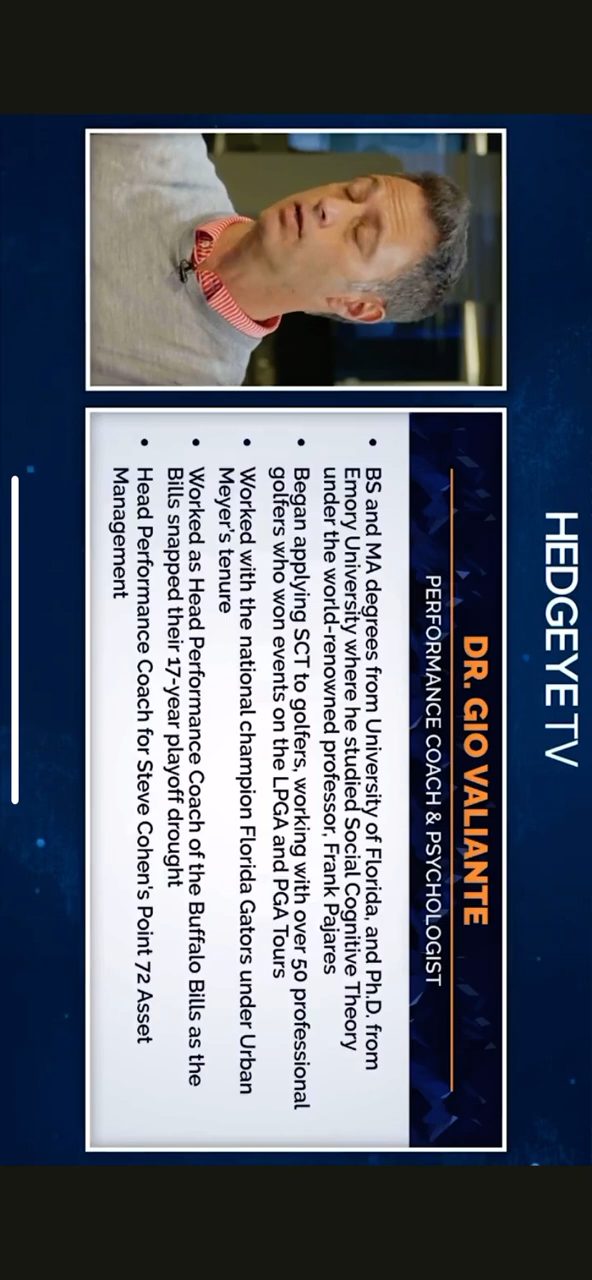 HEDGEYE TV
DR. GIO VALIANTE
PERFORMANCE COACH & PSYCHOLOGIST
• BS and MA degrees from University of Florida, and Ph.D. from
Emory University where he studied Social Cognitive Theory
under the world-renowned professor, Frank Pajares
• Began applying SCT to golfers, working with over 50 professional
golfers who won events on the LPGA and PGA Tours
• Worked with the national champion Florida Gators under Urban
Meyer's tenure
• Worked as Head Performance Coach of the Buffalo Bills as the
Bills snapped their 17-year playoff drought
• Head Performance Coach for Steve Cohen's Point 72 Asset
Management